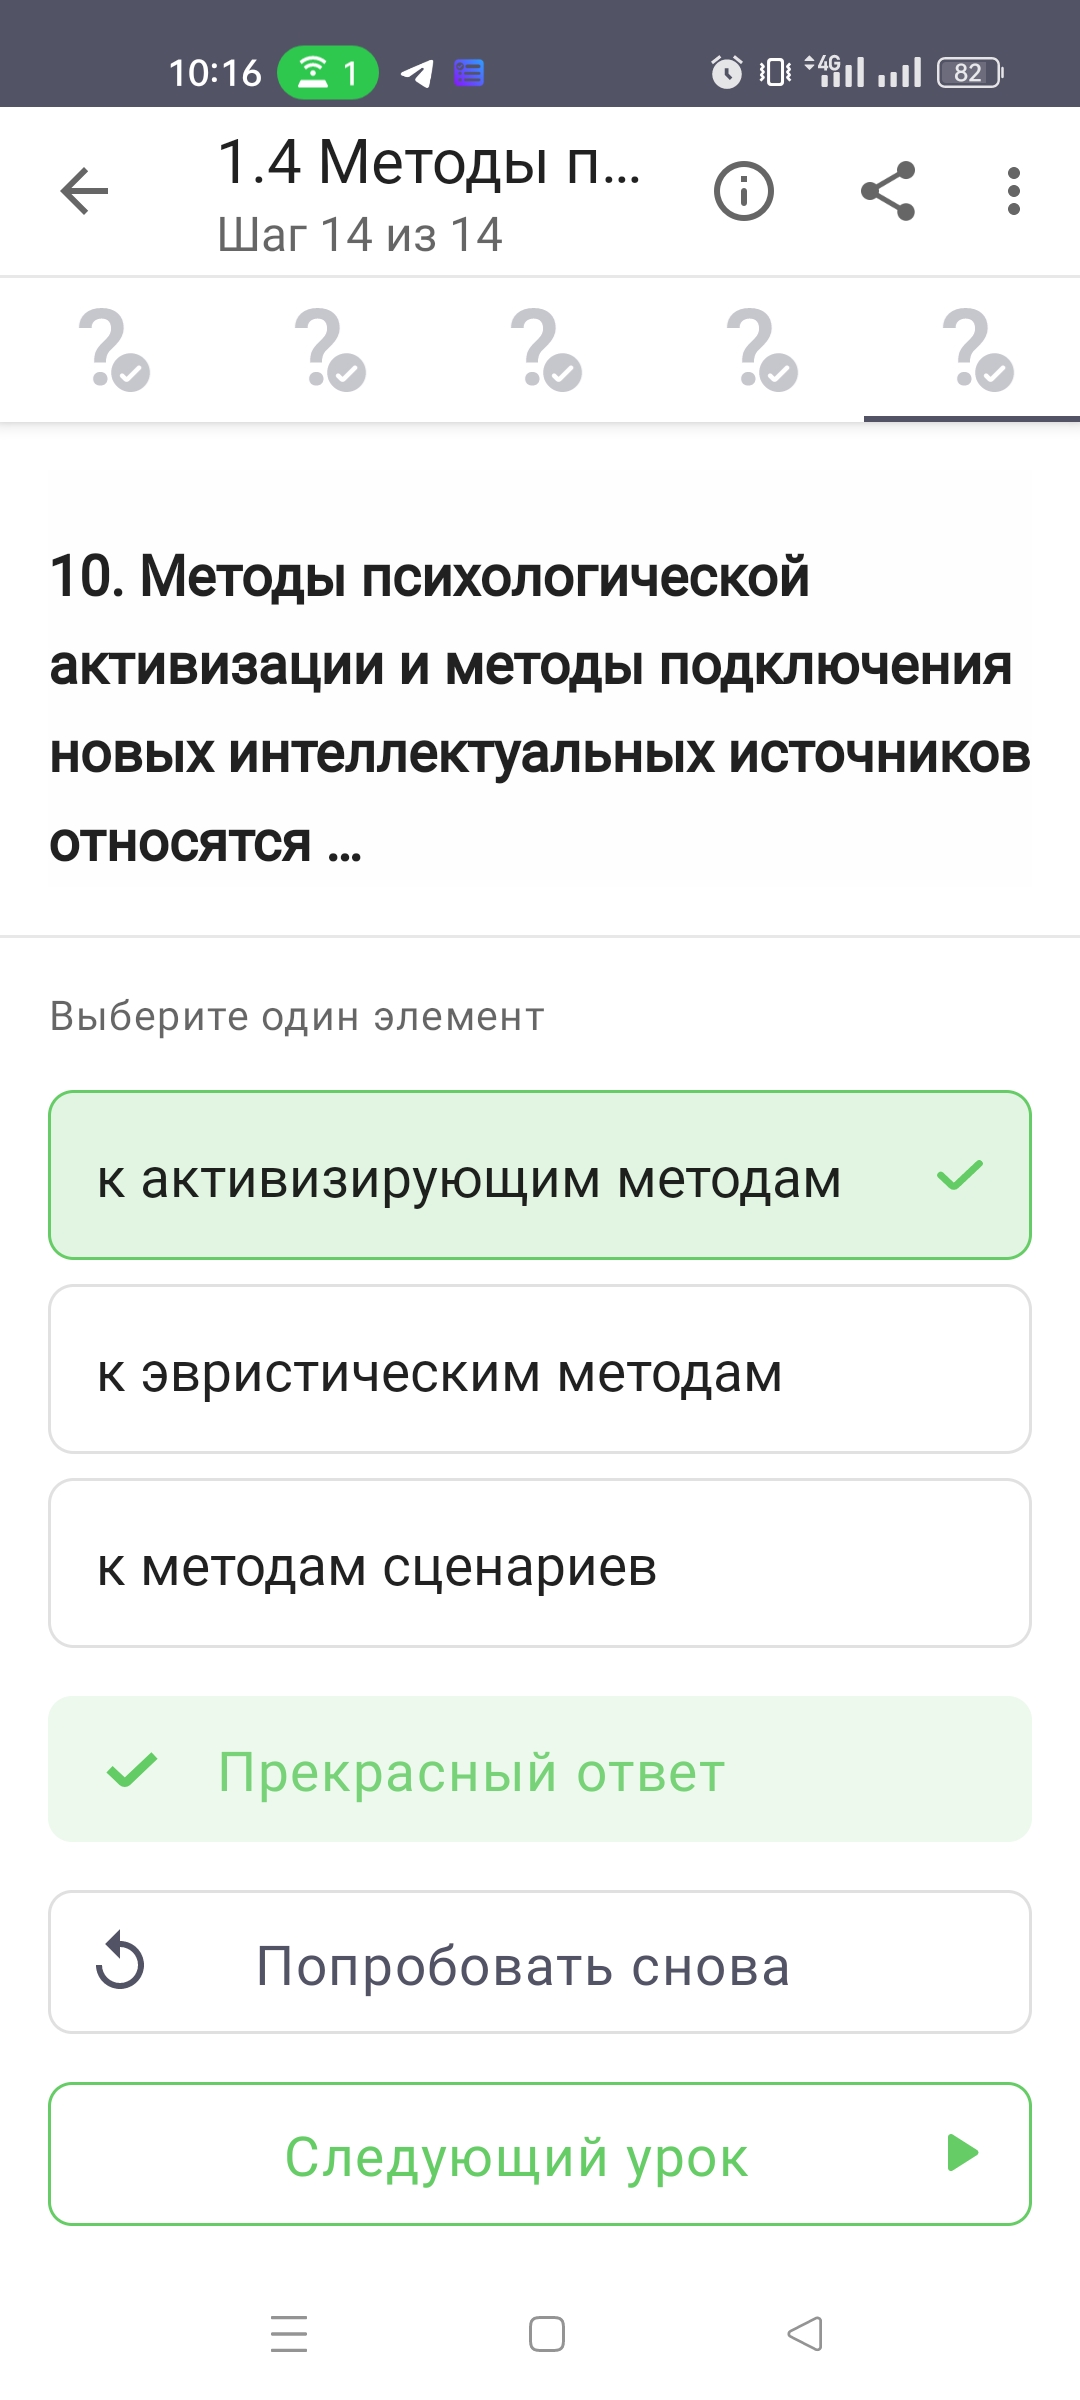 10:16 1 4G 82
1.4 Методы п...
Шаг 14 из 14
10. Методы психологической
активизации и методы подключения
новых интеллектуальных источников
относятся ...
Выберите один элемент
к активизирующим методам
к эвристическим методам
к методам сценариев
Прекрасный ответ
Попробовать снова
Следующий урок